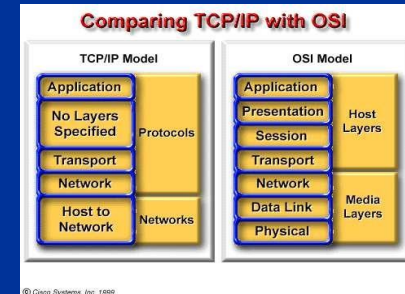 Comparing TCP/IP with OSI
TCP/IP Model
Application
No Layers
Specified
Transport
Network
Host to
Network
Protocols
Networks
OSI Model
Application
Presentation
Session
Transport
Network
Data Link
Physical
Host
Layers
Media
Layers
© Cisco Systems, Inc. 1999